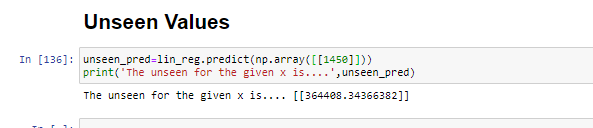 Unseen Values
In [136]: unseen_pred=lin_reg.predict(np.array([[1450]]))
print('The unseen for the given x is....',unseen_pred)
The unseen for the given x is.... [[364408.34366382]]